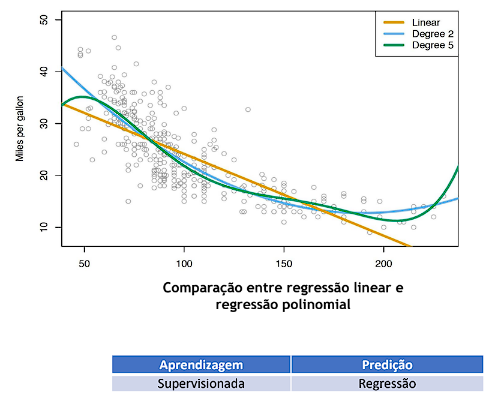 50
40
30
20
10
Miles per gallon
Linear
Degree 2
Degree 5
50 100 150 200
Comparação entre regressão linear e
regressão polinomial
Aprendizagem Predição
Supervisionada Regressão